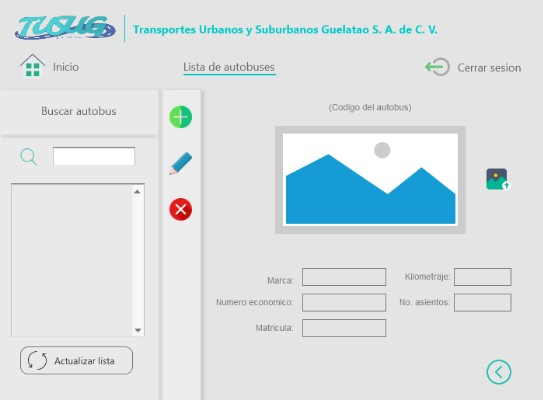 TUSUG
Transportes Urbanos y Suburbanos Guelatao S. A. de C. V.
Inicio
Lista de autobuses
Cerrar sesion
Buscar autobus
(Codigo del autobus)
Marca:
Kilometraje:
Numero economico:
No. asientos:
Matricula:
Actualizar lista